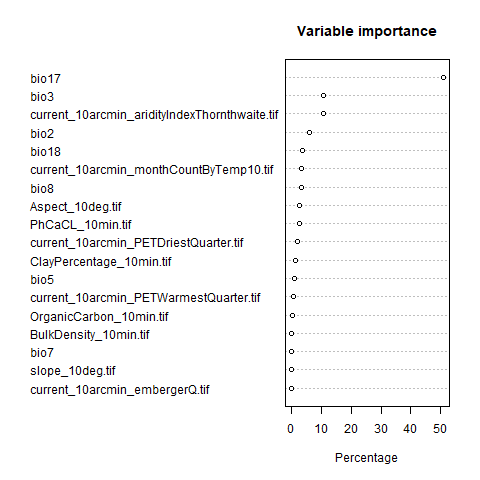 Variable importance
bio17
bio3
current_10arcmin_aridityIndexThornthwaite.tif
bio2
bio18
current_10arcmin_monthCountByTemp10.tif
bio8
Aspect_10deg.tif
PhCaCL_10min.tif
current_10arcmin_PETDriestQuarter.tif
ClayPercentage_10min.tif
bio5
current_10arcmin_PETWarmestQuarter.tif
OrganicCarbon_10min.tif
BulkDensity_10min.tif
bio7
slope_10deg.tif
current_10arcmin_embergerQ.tif
0 10 20 30 40 50
Percentage